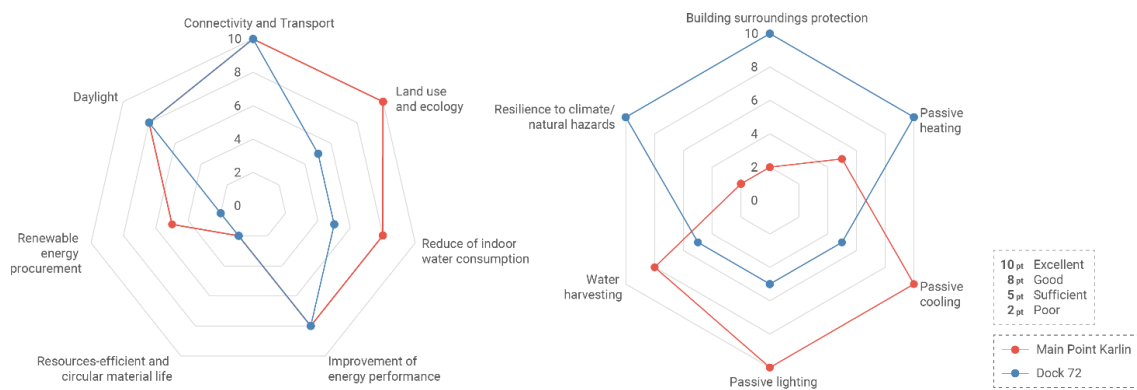 Connectivity and Transport
10
8
6
4
2
0
Daylight
Land use
and ecology
Renewable
energy
procurement
Reduce of indoor
water consumption
Resources-efficient and
circular material life
Improvement of
energy performance
Building surroundings protection
10
8
6
4
2
0
Resilience to climate/
natural hazards
Passive
heating
Water
harvesting
Passive
cooling
Passive lighting
10 pt Excellent
8 pt Good
5 pt Sufficient
2 pt Poor
Main Point Karlin
Dock 72